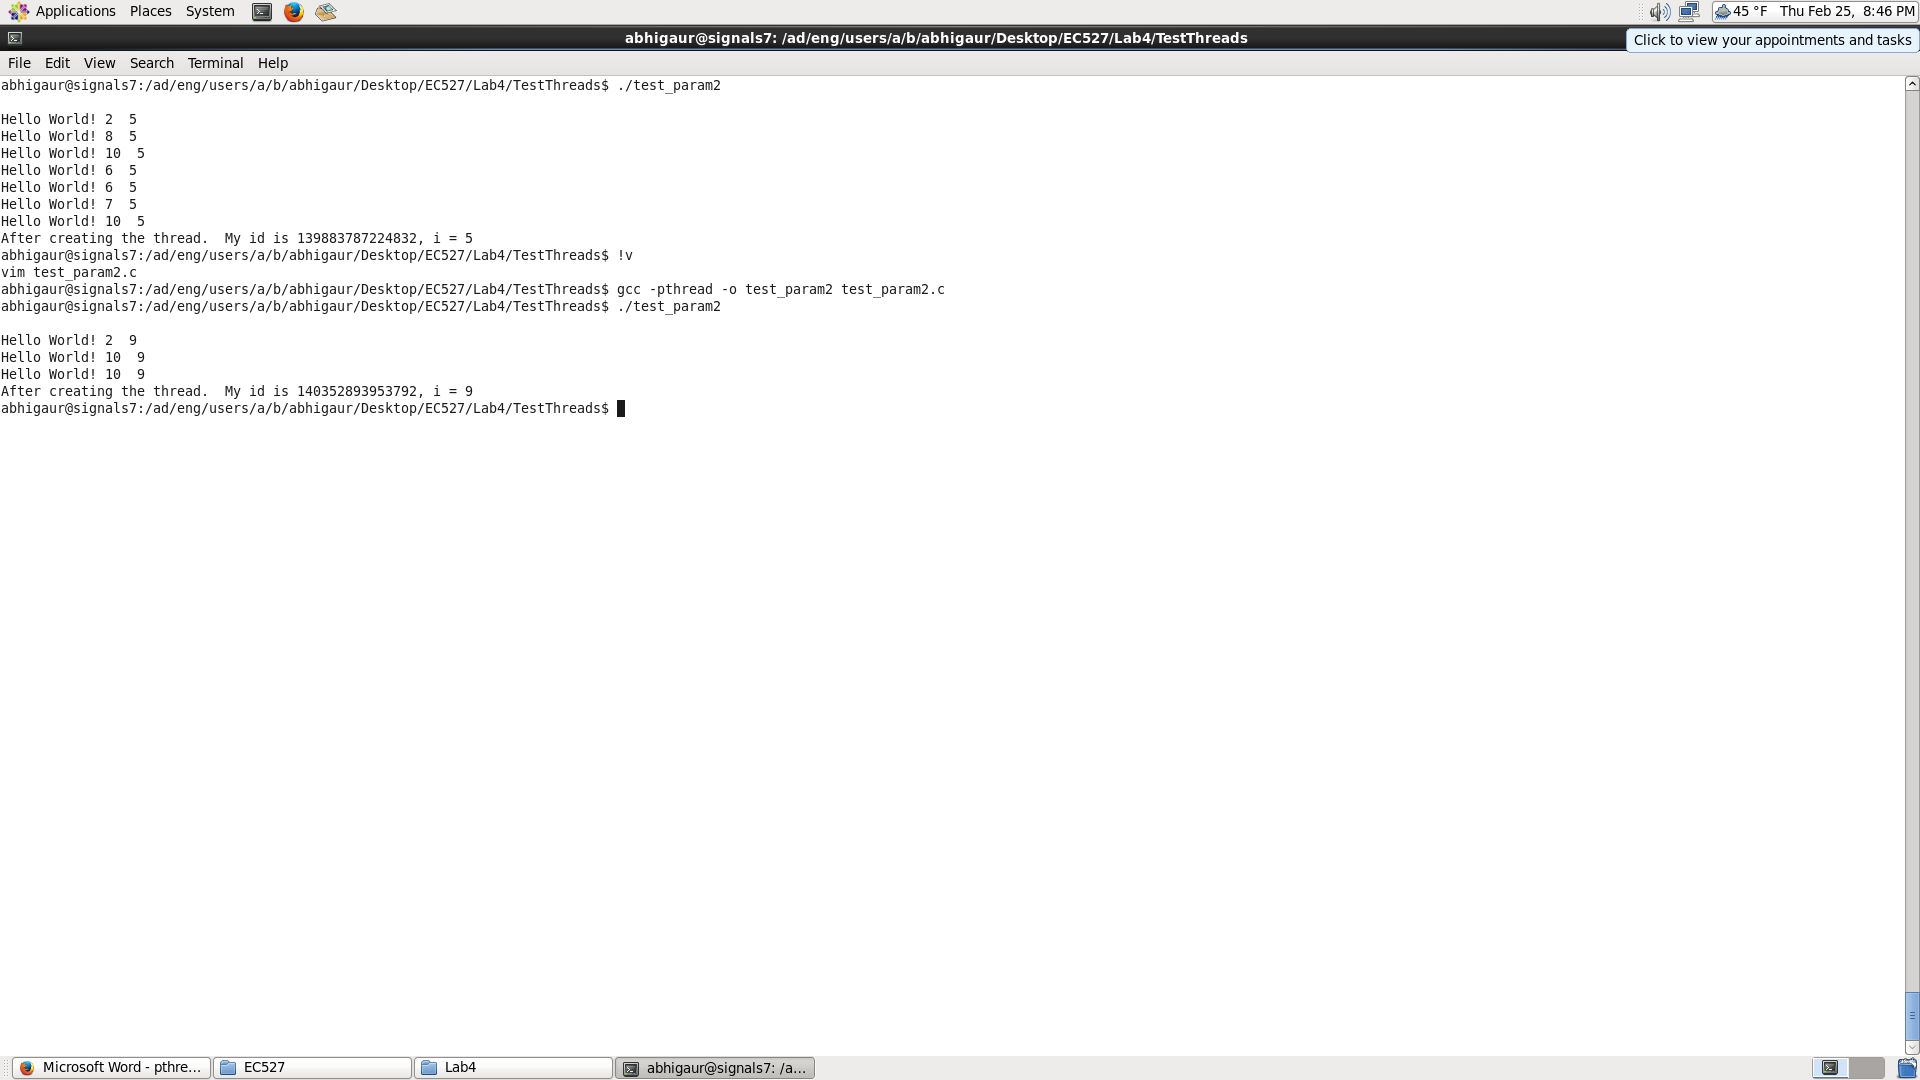 Applications Places System 45 °F Thu Feb 25, 8:46 PM
abhigaur@signals7: /ad/eng/users/a/b/abhigaur/Desktop/EC527/Lab4/TestThreads
Click to view your appointments and tasks
File Edit View Search Terminal Help
abhigaur@signals7:/ad/eng/users/a/b/abhigaur/Desktop/EC527/Lab4/TestThreads$ ./test_param2
Hello World! 2  5
Hello World! 8  5
Hello World! 10  5
Hello World! 6  5
Hello World! 6  5
Hello World! 7  5
Hello World! 10  5
After creating the thread.  My id is 139883787224832, i = 5
abhigaur@signals7:/ad/eng/users/a/b/abhigaur/Desktop/EC527/Lab4/TestThreads$ !v
vim test_param2.c
abhigaur@signals7:/ad/eng/users/a/b/abhigaur/Desktop/EC527/Lab4/TestThreads$ gcc -pthread -o test_param2 test_param2.c
abhigaur@signals7:/ad/eng/users/a/b/abhigaur/Desktop/EC527/Lab4/TestThreads$ ./test_param2
Hello World! 2  9
Hello World! 10  9
Hello World! 10  9
After creating the thread.  My id is 140352893953792, i = 9
abhigaur@signals7:/ad/eng/users/a/b/abhigaur/Desktop/EC527/Lab4/TestThreads$
Microsoft Word - pthre... EC527 Lab4 abhigaur@signals7: /a...